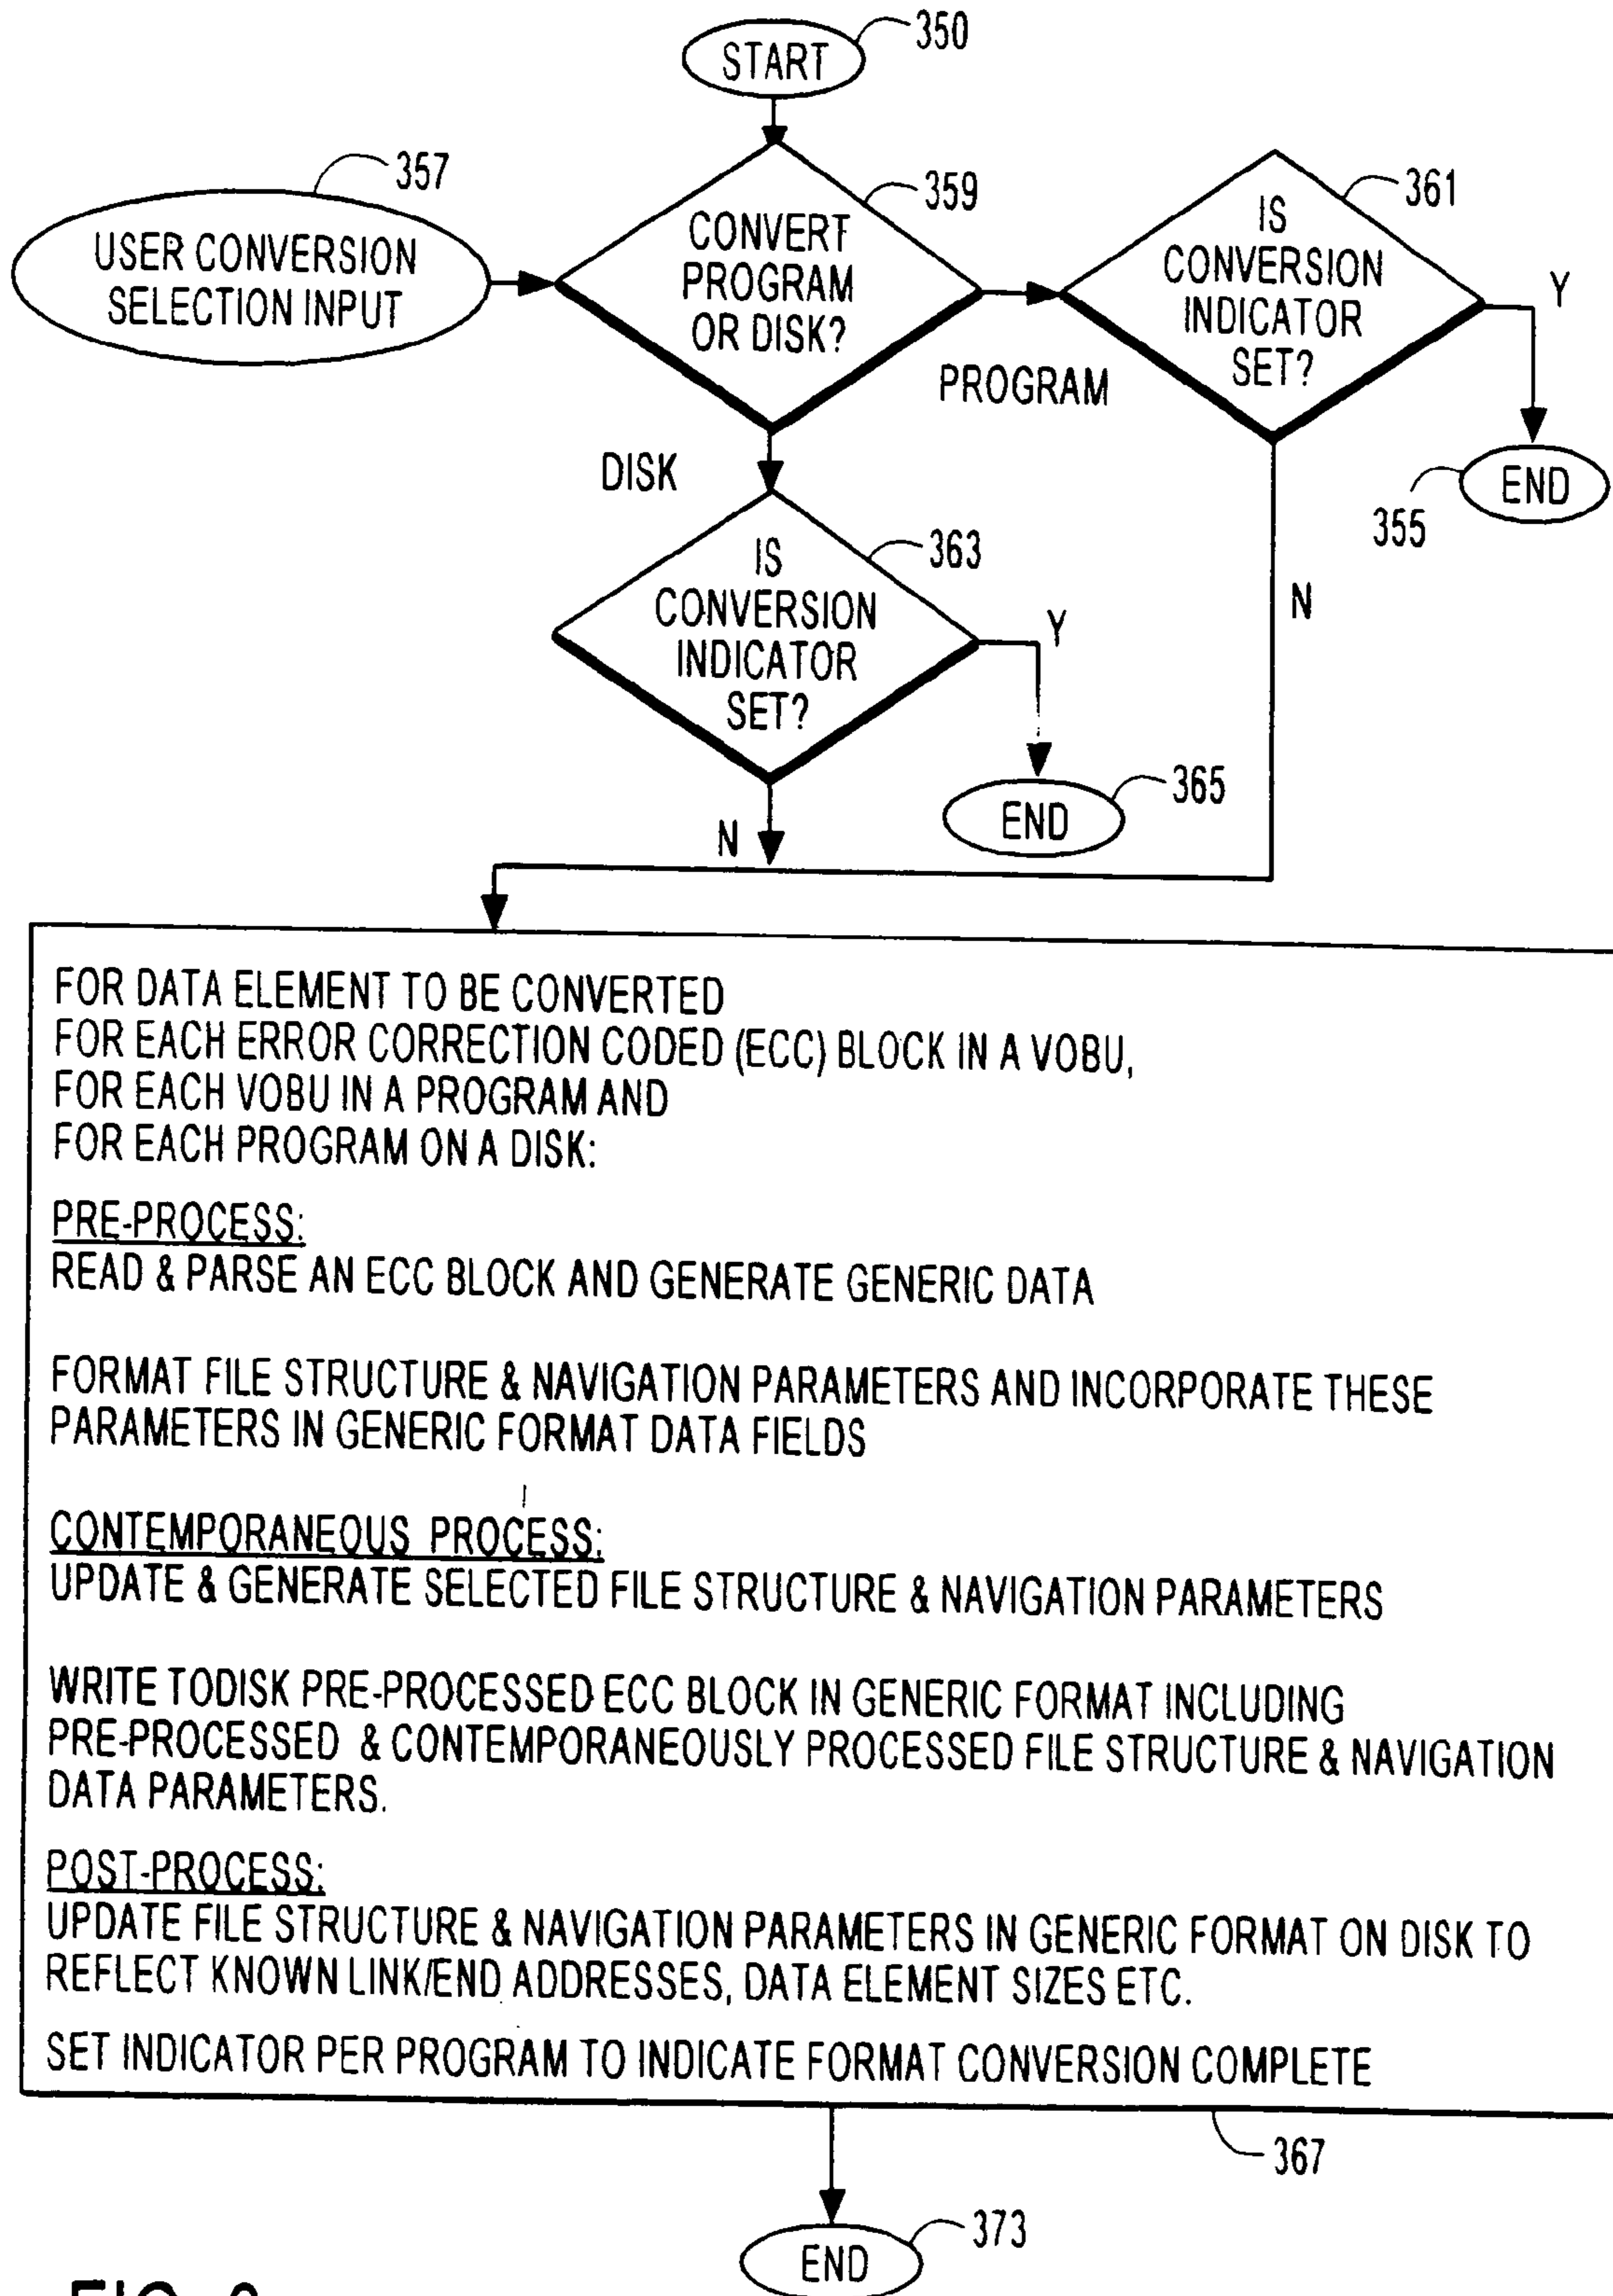 START
350
USER CONVERSION
SELECTION INPUT
357
CONVERT
PROGRAM
OR DISK?
359
PROGRAM
IS
CONVERSION
INDICATOR
SET?
361
Y
END
355
N
DISK
IS
CONVERSION
INDICATOR
SET?
363
Y
END
365
N
FOR DATA ELEMENT TO BE CONVERTED
FOR EACH ERROR CORRECTION CODED (ECC) BLOCK IN A VOBU,
FOR EACH VOBU IN A PROGRAM AND
FOR EACH PROGRAM ON A DISK:
PRE-PROCESS:
READ & PARSE AN ECC BLOCK AND GENERATE GENERIC DATA
FORMAT FILE STRUCTURE & NAVIGATION PARAMETERS AND INCORPORATE THESE
PARAMETERS IN GENERIC FORMAT DATA FIELDS
CONTEMPORANEOUS PROCESS:
UPDATE & GENERATE SELECTED FILE STRUCTURE & NAVIGATION PARAMETERS
WRITE TODISK PRE-PROCESSED ECC BLOCK IN GENERIC FORMAT INCLUDING
PRE-PROCESSED & CONTEMPORANEOUSLY PROCESSED FILE STRUCTURE & NAVIGATION
DATA PARAMETERS.
POST-PROCESS:
UPDATE FILE STRUCTURE & NAVIGATION PARAMETERS IN GENERIC FORMAT ON DISK TO
REFLECT KNOWN LINK/END ADDRESSES, DATA ELEMENT SIZES ETC.
SET INDICATOR PER PROGRAM TO INDICATE FORMAT CONVERSION COMPLETE
367
END
373
FIG.